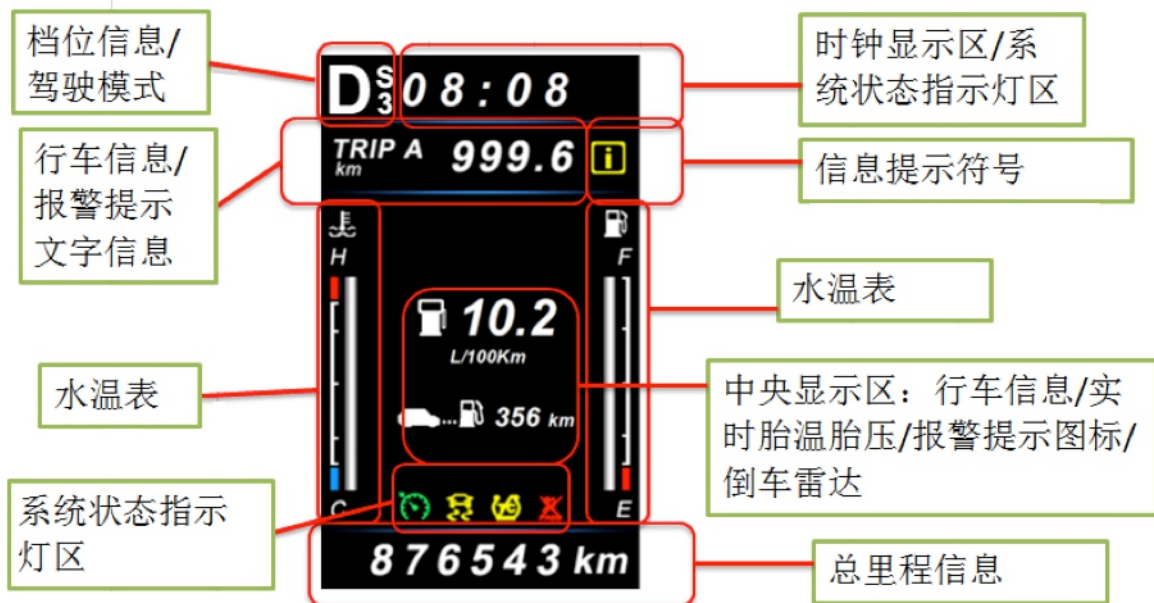 档位信息/
驾驶模式
时钟显示区/系
统状态指示灯区
D S 3 08:08
行车信息/
报警提示
文字信息
TRIP A 999.6
km
i
信息提示符号
H
F
水温表
10.2
L/100Km
水温表
356 km
中央显示区：行车信息/实
时胎温胎压/报警提示图标/
倒车雷达
系统状态指示
灯区
C
E
876543 km
总里程信息